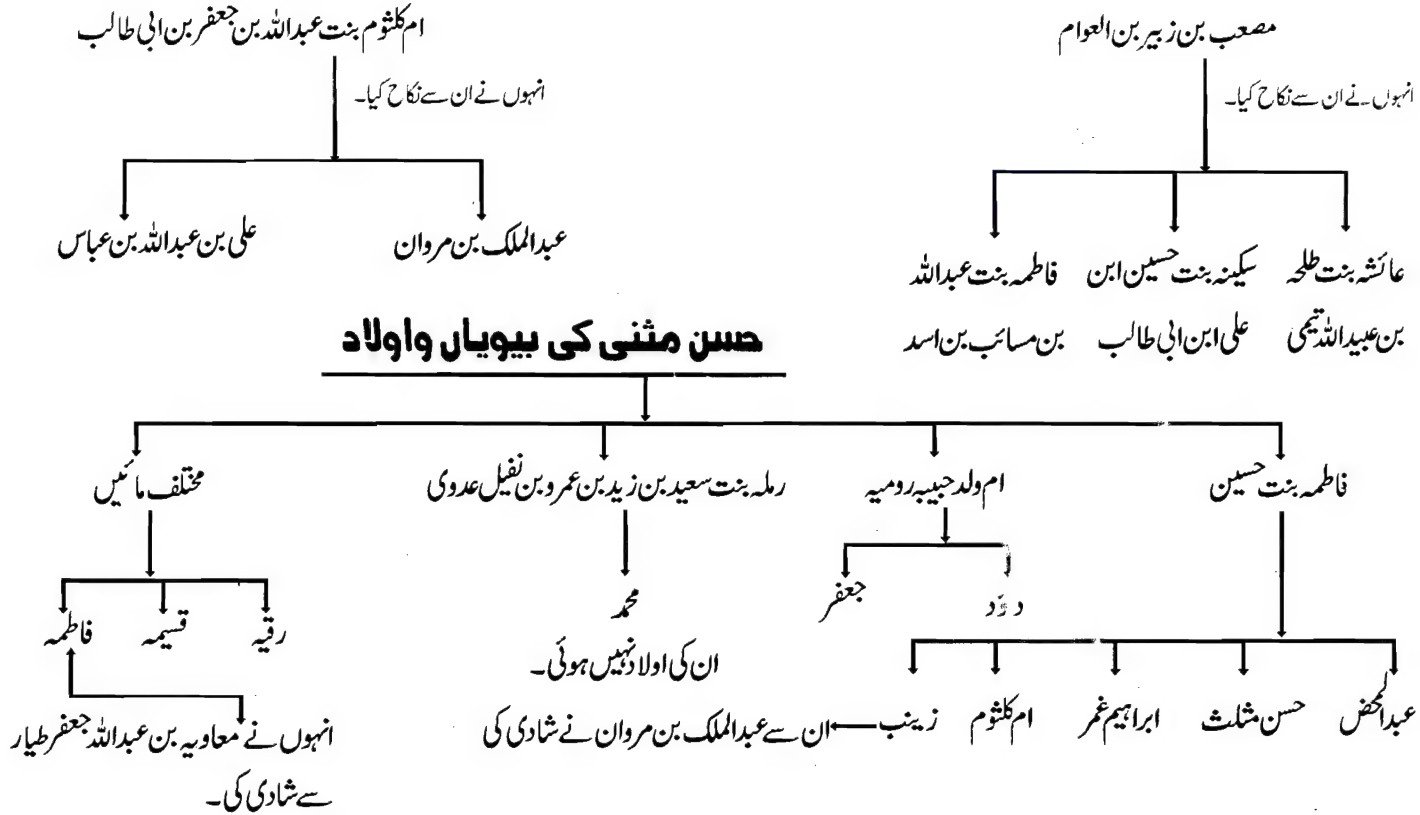 مصعب بن زبیر بن العوام
انہوں نے ان سے نکاح کیا۔
عائشہ بنت طلحہ
بن عبیداللہ تیمی
سکینہ بنت حسین ابن
علی ابن ابی طالب
فاطمہ بنت عبداللہ
بن مسائب بن اسد
ام کلثوم بنت عبداللہ بن جعفر بن ابی طالب
انہوں نے ان سے نکاح کیا۔
عبدالملک بن مروان
علی بن عبداللہ بن عباس
حسن مثنی کی بیویاں و اولاد
فاطمہ بنت حسین
ام ولد حبیبہ رومیہ
رملہ بنت سعید بن زید بن عمرو بن نفیل عدوی
مختلف مائیں
عبدالمحض
حسن مثلث
ابراہیم غمر
ام کلثوم
زینب
ان سے عبدالملک بن مروان نے شادی کی
جعفر
محمد
ان کی اولاد نہیں ہوئی۔
رقیہ
قسیمہ
فاطمہ
انہوں نے معاویہ بن عبداللہ جعفر طیار
سے شادی کی۔